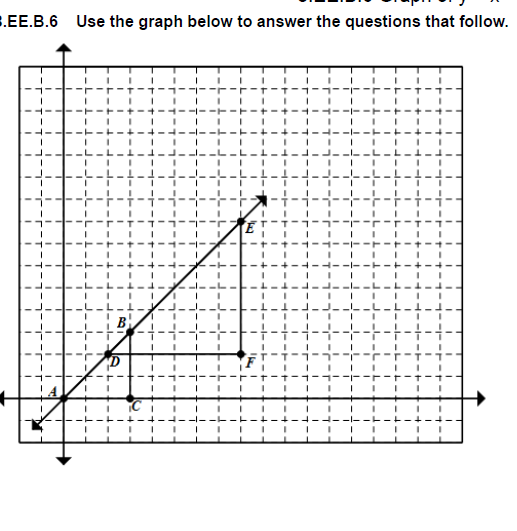 .EE.B.6 Use the graph below to answer the questions that follow.
E
B
D
F
A
C